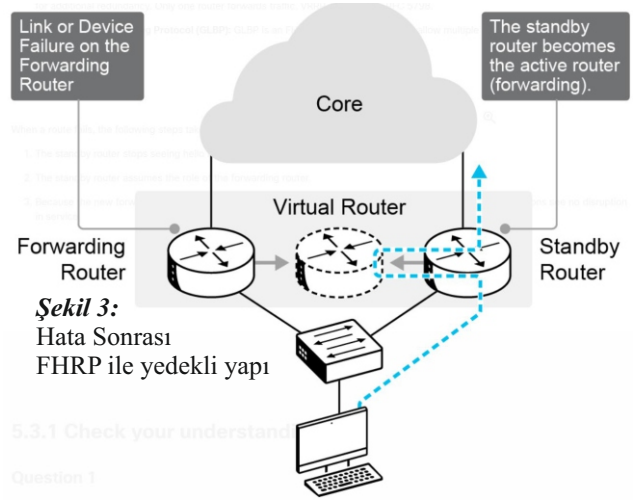 Link or Device
Failure on the
Forwarding
Router
The standby
router becomes
the active router
(forwarding).
Core
Virtual Router
Forwarding
Router
Standby
Router
Şekil 3:
Hata Sonrası
FHRP ile yedekli yapı
5.3.1 Check your understandi
Question 1